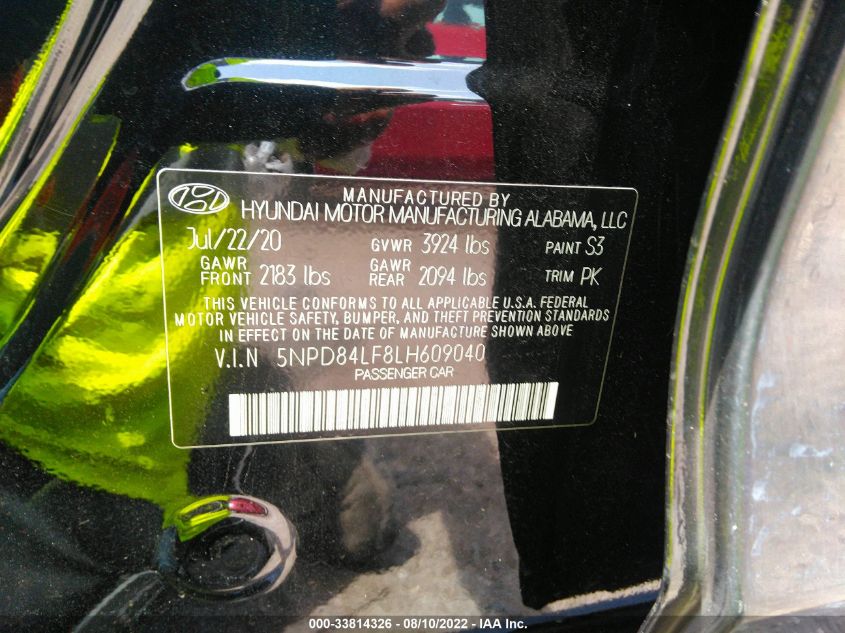 MANUFACTURED BY
HYUNDAI MOTOR MANUFACTURING ALABAMA, LLC
Jul/22/20 GVWR 3924 lbs PAINT S3
GAWR FRONT 2183 lbs GAWR REAR 2094 lbs TRIM PK
THIS VEHICLE CONFORMS TO ALL APPLICABLE U.S.A. FEDERAL
MOTOR VEHICLE SAFETY, BUMPER, AND THEFT PREVENTION STANDARDS
IN EFFECT ON THE DATE OF MANUFACTURE SHOWN ABOVE
V.I.N 5NPD84LF8LH609040
PASSENGER CAR
000-33814326 - 08/10/2022 - IAA Inc.